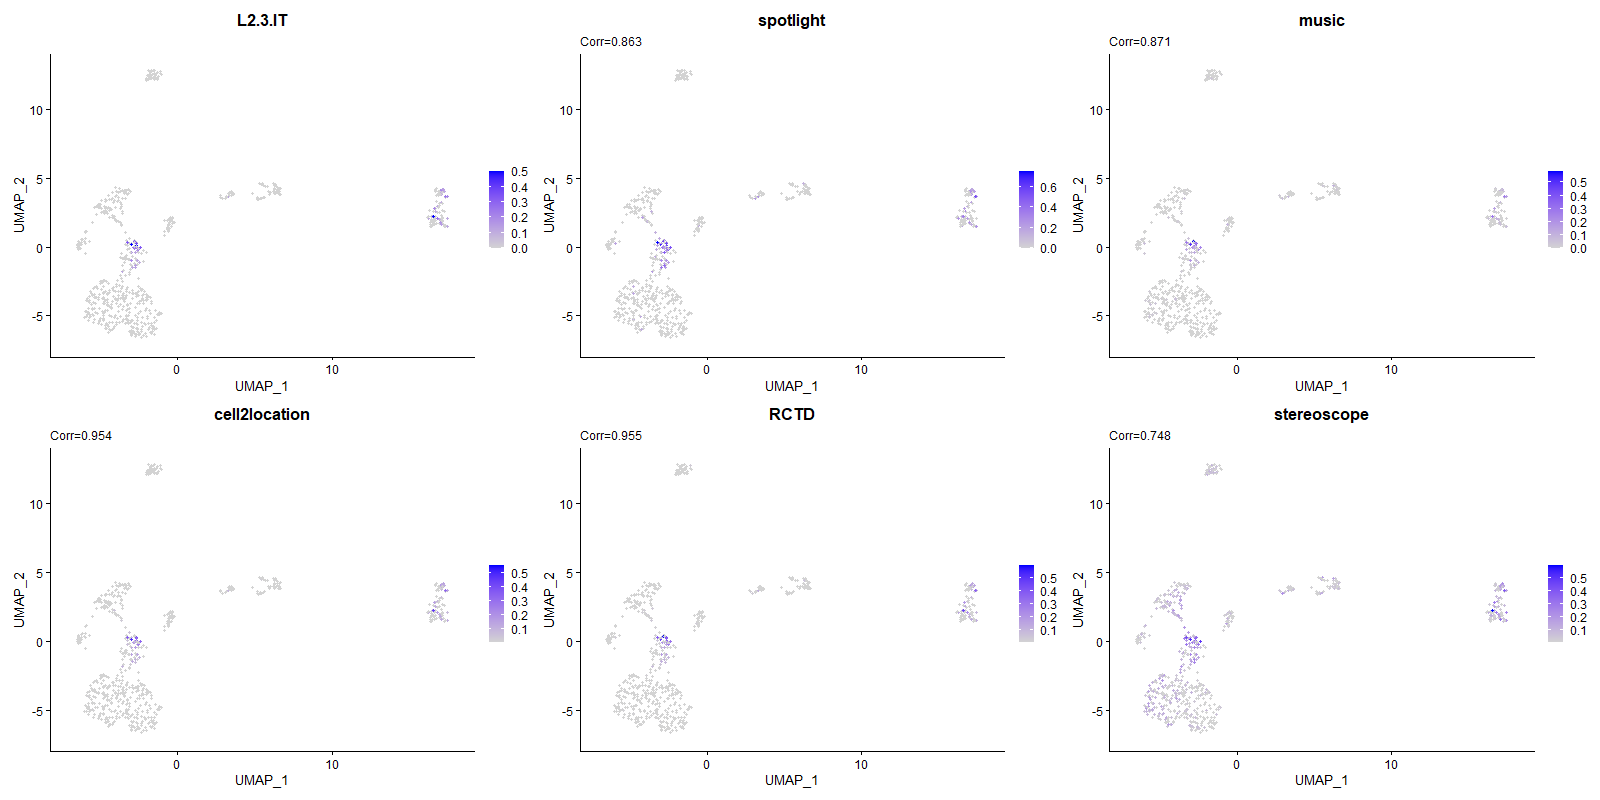 L2.3.IT
UMAP_2
10
5
0
-5
0
10
UMAP_1
0.5
0.4
0.3
0.2
0.1
0.0
spotlight
Corr=0.863
UMAP_2
10
5
0
-5
0
10
UMAP_1
0.6
0.4
0.2
0.0
music
Corr=0.871
UMAP_2
10
5
0
-5
0
10
UMAP_1
0.5
0.4
0.3
0.2
0.1
0.0
cell2location
Corr=0.954
UMAP_2
10
5
0
-5
0
10
UMAP_1
0.5
0.4
0.3
0.2
0.1
RCTD
Corr=0.955
UMAP_2
10
5
0
-5
0
10
UMAP_1
0.5
0.4
0.3
0.2
0.1
stereoscope
Corr=0.748
UMAP_2
10
5
0
-5
0
10
UMAP_1
0.5
0.4
0.3
0.2
0.1